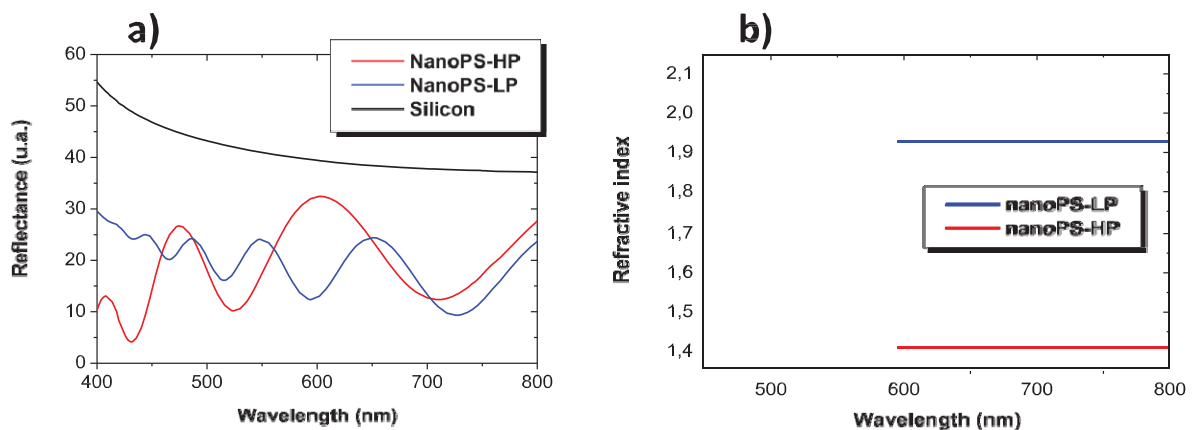 a)
60
50
40
30
20
10
0
Reflectance (u.a.)
NanoPS-HP
NanoPS-LP
Silicon
400 500 600 700 800
Wavelength (nm)
b)
2,1
2,0
1,9
1,8
1,7
1,6
1,5
1,4
Refractive index
nanoPS-LP
nanoPS-HP
500 600 700 800
Wavelength (nm)